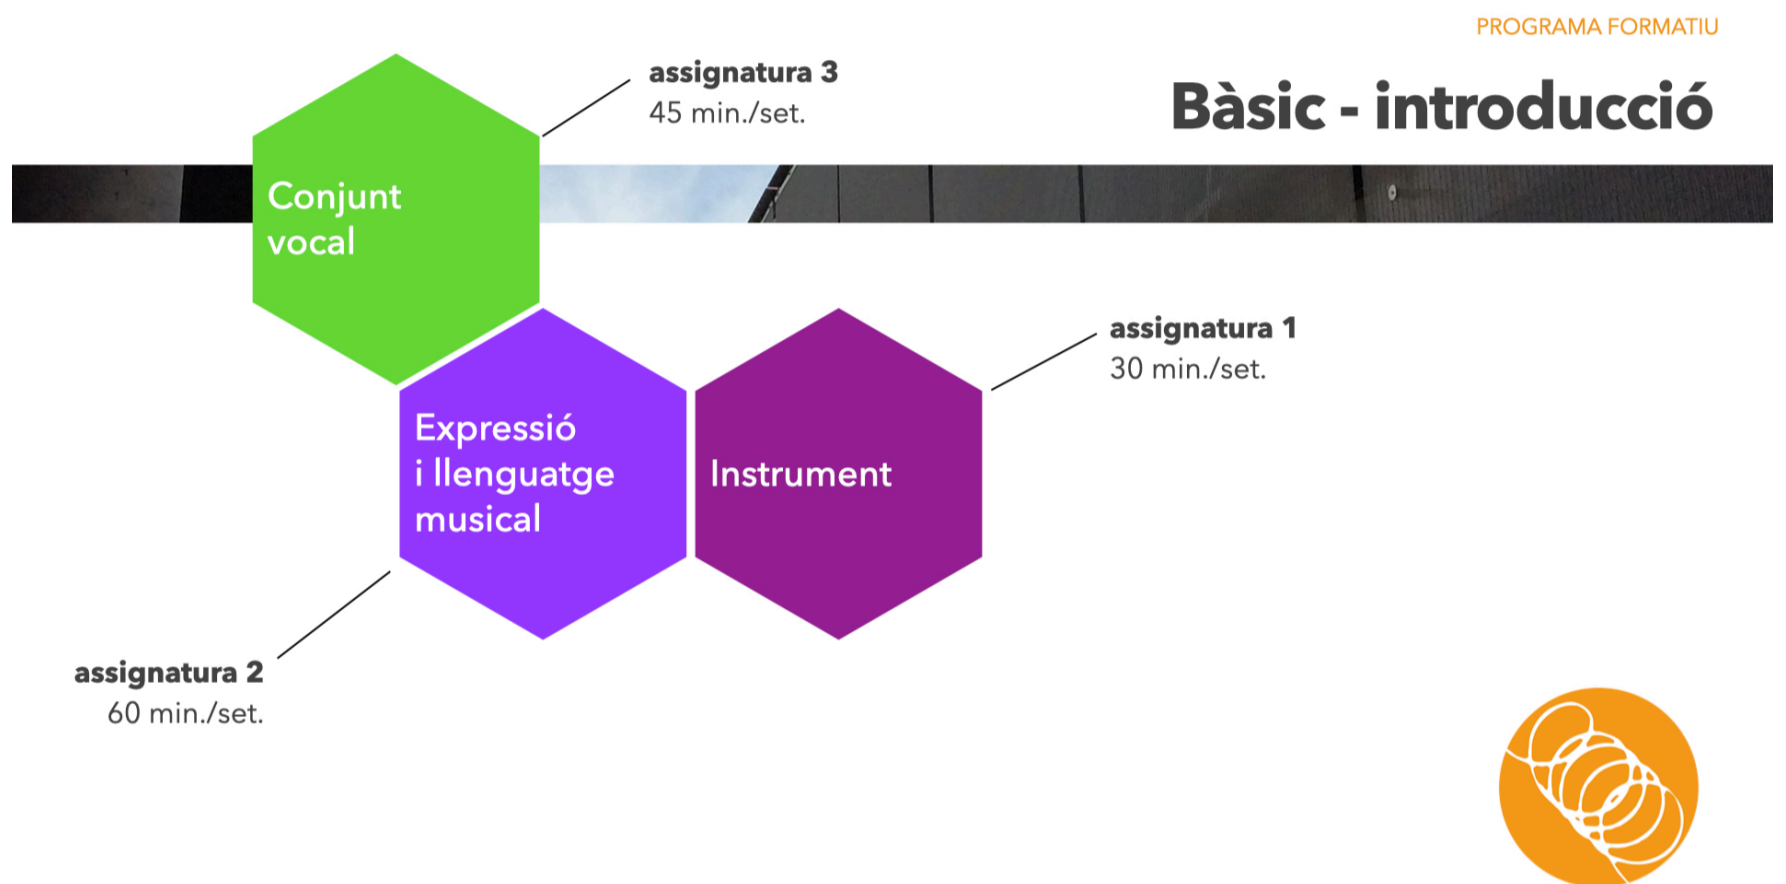 PROGRAMA FORMATIU
Bàsic - introducció
assignatura 3
45 min./set.
Conjunt
vocal
assignatura 1
30 min./set.
Expressió
i llenguatge
musical
Instrument
assignatura 2
60 min./set.